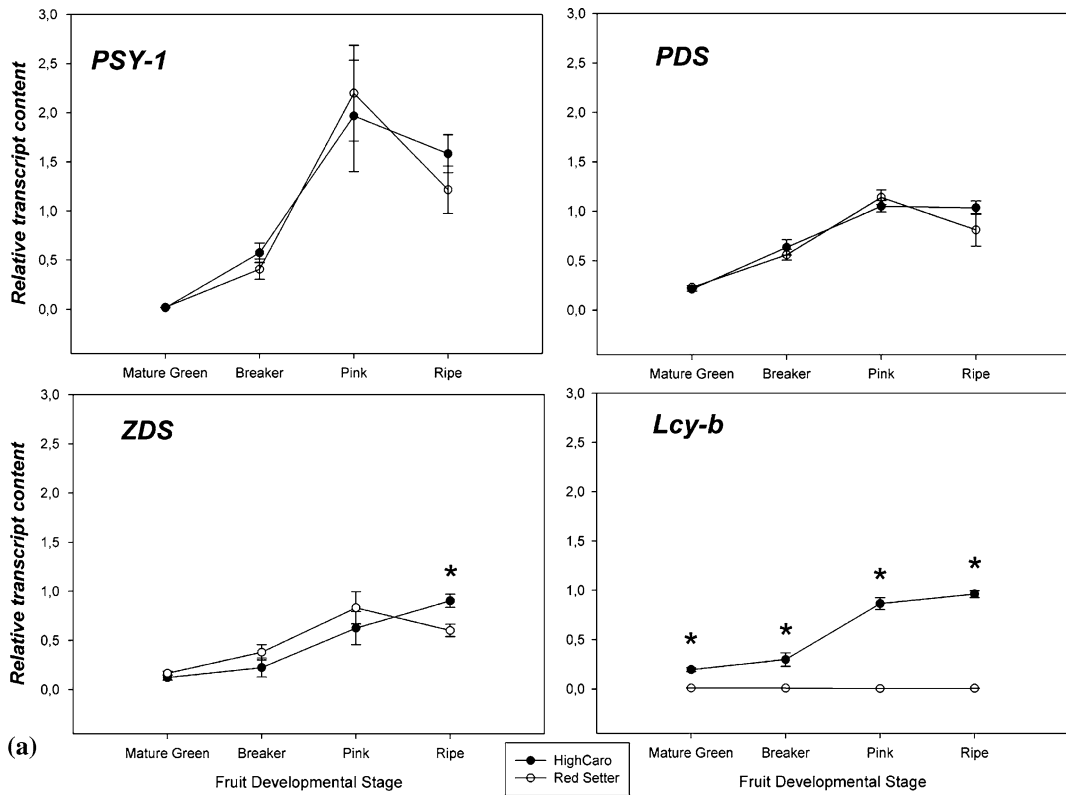 PSY-1
Relative transcript content
3,0
2,5
2,0
1,5
1,0
0,5
0,0
Mature Green Breaker Pink Ripe
PDS
3,0
2,5
2,0
1,5
1,0
0,5
0,0
Mature Green Breaker Pink Ripe
ZDS
Relative transcript content
3,0
2,5
2,0
1,5
1,0
0,5
0,0
*
Mature Green Breaker Pink Ripe
Fruit Developmental Stage
Lcy-b
3,0
2,5
2,0
1,5
1,0
0,5
0,0
* * * *
Mature Green Breaker Pink Ripe
Fruit Developmental Stage
(a)
HighCaro
Red Setter